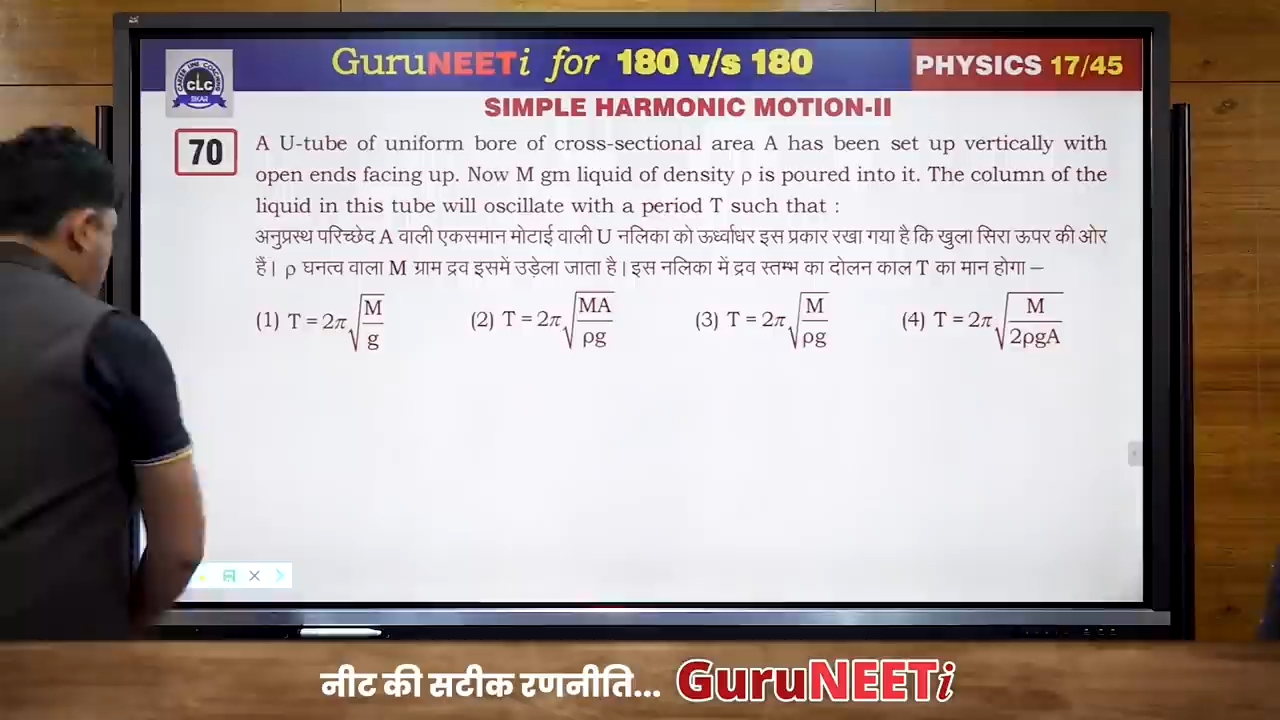 GuruNEETi for 180 v/s 180
PHYSICS 17/45
CLC
SIKAR
SIMPLE HARMONIC MOTION-II
70
A U-tube of uniform bore of cross-sectional area A has been set up vertically with
open ends facing up. Now M gm liquid of density ρ is poured into it. The column of the
liquid in this tube will oscillate with a period T such that :
अनुप्रस्थ परिच्छेद A वाली एकसमान मोटाई वाली U नलिका को ऊर्ध्वाधर इस प्रकार रखा गया है कि खुला सिरा ऊपर की ओर
हैं। ρ घनत्व वाला M ग्राम द्रव इसमें उड़ेला जाता है। इस नलिका में द्रव स्तम्भ का दोलन काल T का मान होगा –
(1) T = 2π√(M/g) (2) T = 2π√(MA/ρg) (3) T = 2π√(M/ρg) (4) T = 2π√(M/2ρgA)
नीट की सटीक रणनीति... GuruNEETi